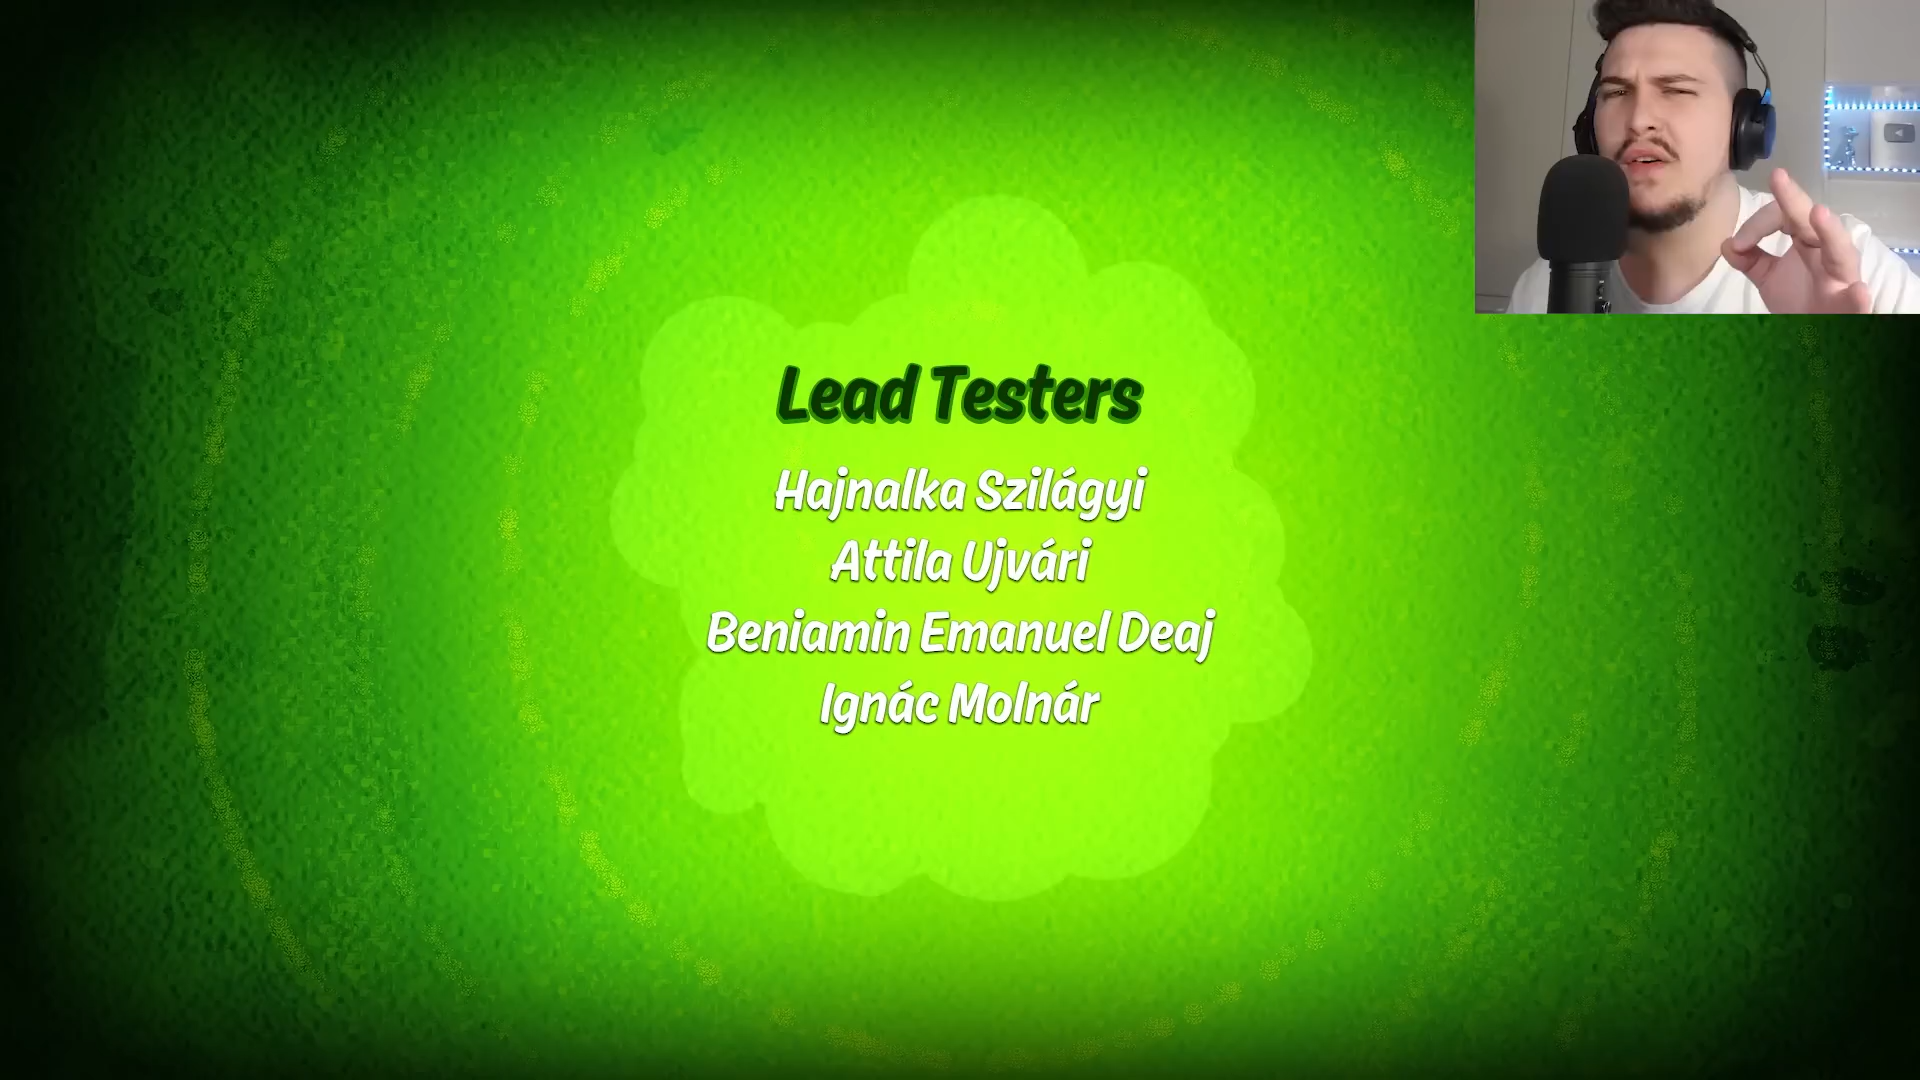 Lead Testers
Hajnalka Szilágyi
Attila Ujvári
Beniamin Emanuel Deaj
Ignác Molnár